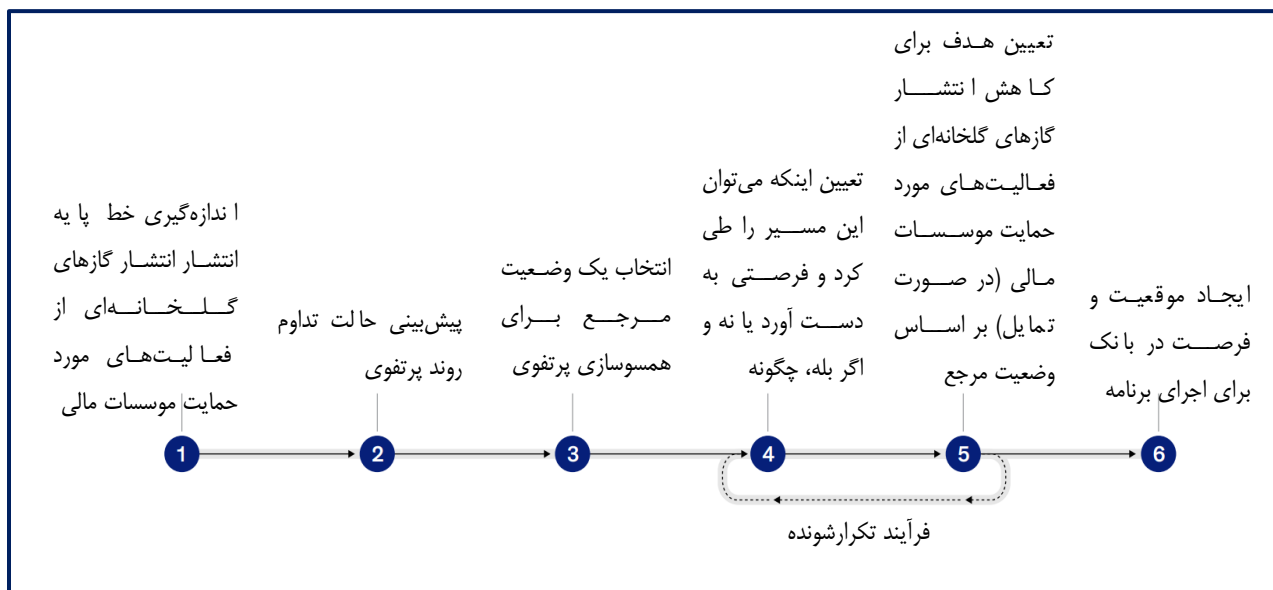 اندازه‌گیری خط پایه
انتشار انتشار گازهای
گلخانه‌ای از
فعالیت‌های مورد
حمایت موسسات مالی
1
پیش‌بینی حالت تداوم
روند پرتفوی
2
انتخاب یک وضعیت
مرجع برای
همسوسازی پرتفوی
3
تعیین اینکه می‌توان
این مسیر را طی
کرد و فرصتی به
دست آورد یا نه و
اگر بله، چگونه
4
تعیین هدف برای
کاهش انتشار
گازهای گلخانه‌ای از
فعالیت‌های مورد
حمایت موسسات
مالی (در صورت
تمایل) بر اساس
وضعیت مرجع
5
ایجاد موقعیت و
فرصت در بانک
برای اجرای برنامه
6
فرآیند تکرارشونده